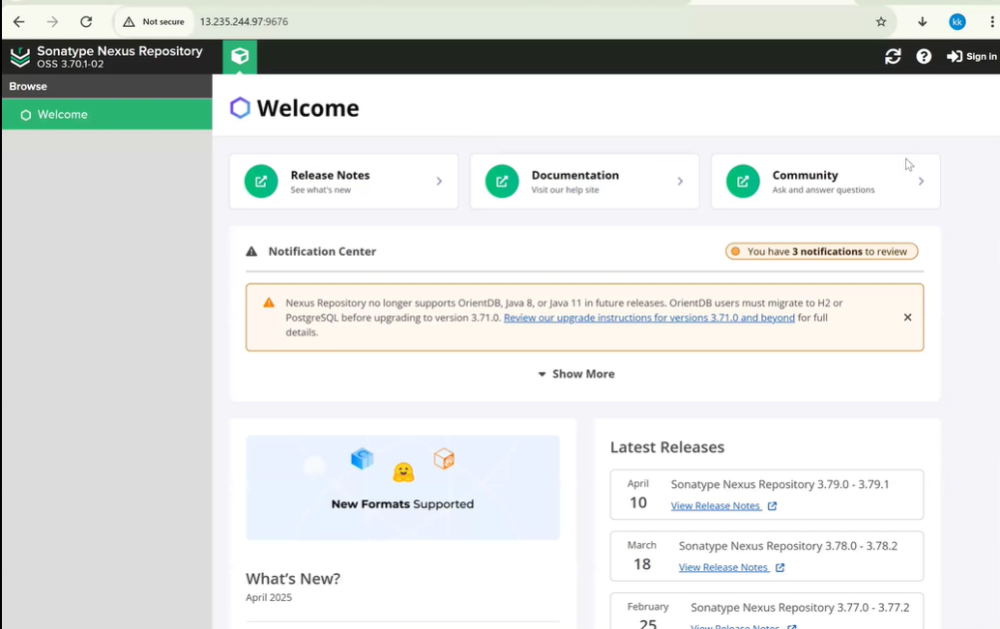 Not secure
13.235.244.97:9676
kk
Sonatype Nexus Repository
OSS 3.70.1-02
Sign in
Browse
Welcome
Welcome
Release Notes
See what's new
Documentation
Visit our help site
Community
Ask and answer questions
Notification Center
You have 3 notifications to review
Nexus Repository no longer supports OrientDB, Java 8, or Java 11 in future releases. OrientDB users must migrate to H2 or
PostgreSQL before upgrading to version 3.71.0. Review our upgrade instructions for versions 3.71.0 and beyond for full
details.
Show More
New Formats Supported
What's New?
April 2025
Latest Releases
April
10
Sonatype Nexus Repository 3.79.0 - 3.79.1
View Release Notes
March
18
Sonatype Nexus Repository 3.78.0 - 3.78.2
View Release Notes
February
25
Sonatype Nexus Repository 3.77.0 - 3.77.2
View Release Notes